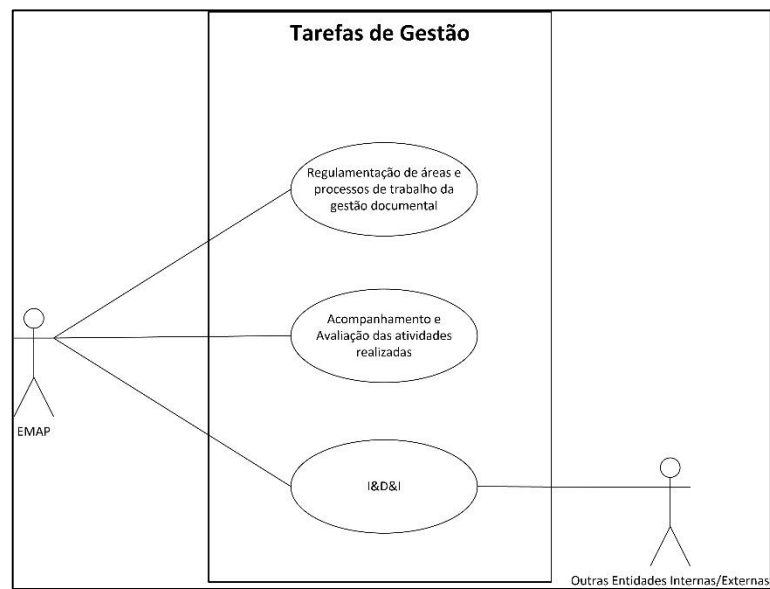 Tarefas de Gestão
Regulamentação de áreas e
processos de trabalho da
gestão documental
Acompanhamento e
Avaliação das atividades
realizadas
EMAP
I&D&I
Outras Entidades Internas/Externas